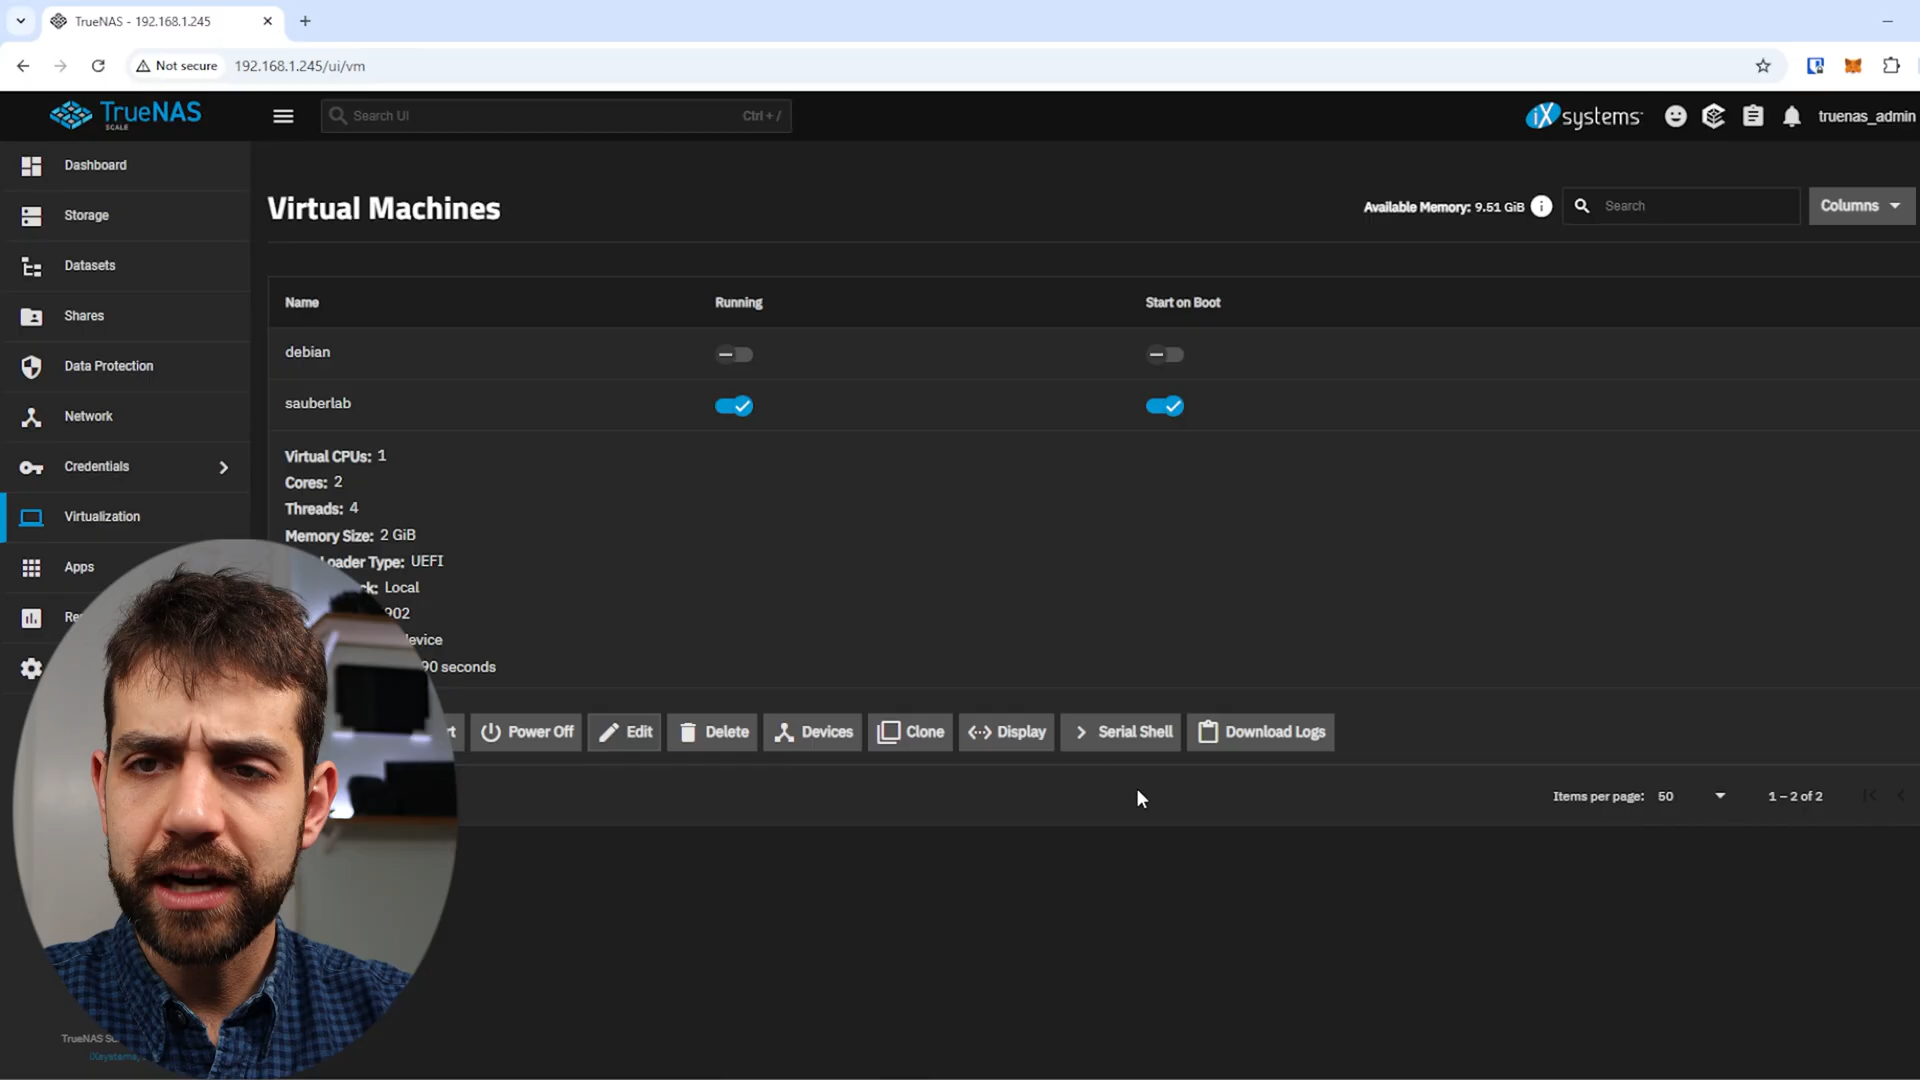 TrueNAS - 192.168.1.245
Not secure
192.168.1.245/ui/vm
TrueNAS
SCALE
Search UI
Ctrl + /
iXsystems
truenas_admin
Dashboard
Storage
Datasets
Shares
Data Protection
Network
Credentials
Virtualization
Apps
Virtual Machines
Available Memory: 9.51 GiB
Search
Columns
Name
Running
Start on Boot
debian
sauberlab
Virtual CPUs: 1
Cores: 2
Threads: 4
Memory Size: 2 GiB
Loader Type: UEFI
Local
902
90 seconds
Power Off
Edit
Delete
Devices
Clone
Display
Serial Shell
Download Logs
Items per page: 50
1 – 2 of 2
TrueNAS